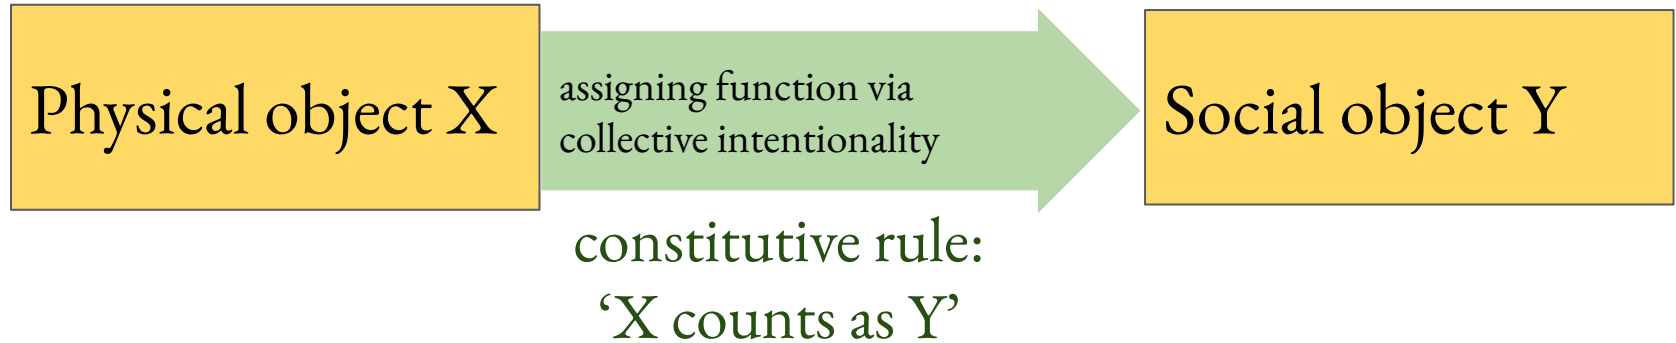 Physical object X
assigning function via
collective intentionality
Social object Y
constitutive rule:
‘X counts as Y’